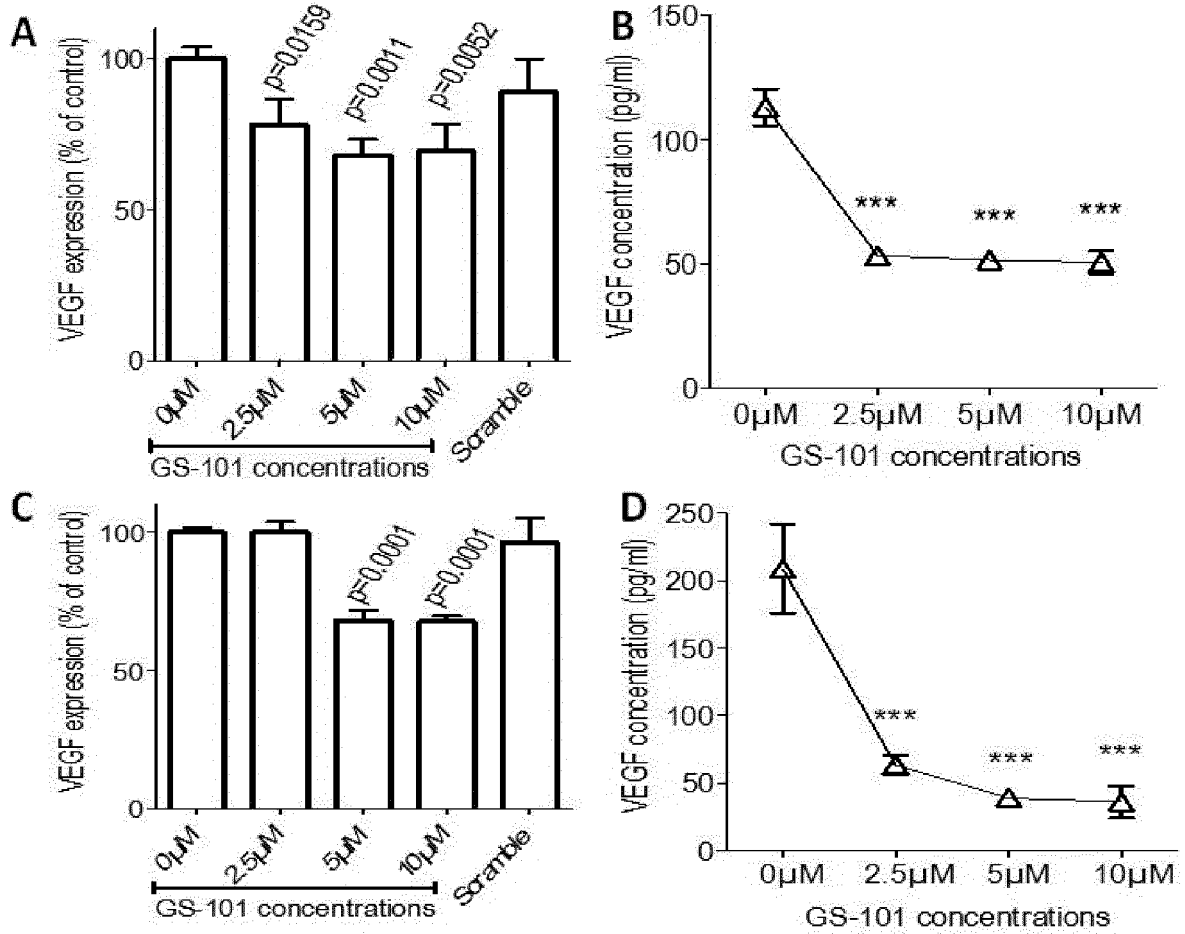 A
VEGF expression (% of control)
100
50
0
p=0.0159
p=0.0011
p=0.0052
0µM
2.5µM
5µM
10µM
Scramble
GS-101 concentrations
B
VEGF concentration (pg/ml)
150
100
50
0
***
***
***
0µM
2.5µM
5µM
10µM
GS-101 concentrations
C
VEGF expression (% of control)
100
50
0
p=0.0001
p=0.0001
0µM
2.5µM
5µM
10µM
Scramble
GS-101 concentrations
D
VEGF concentration (pg/ml)
250
200
150
100
50
0
***
***
***
0µM
2.5µM
5µM
10µM
GS-101 concentrations